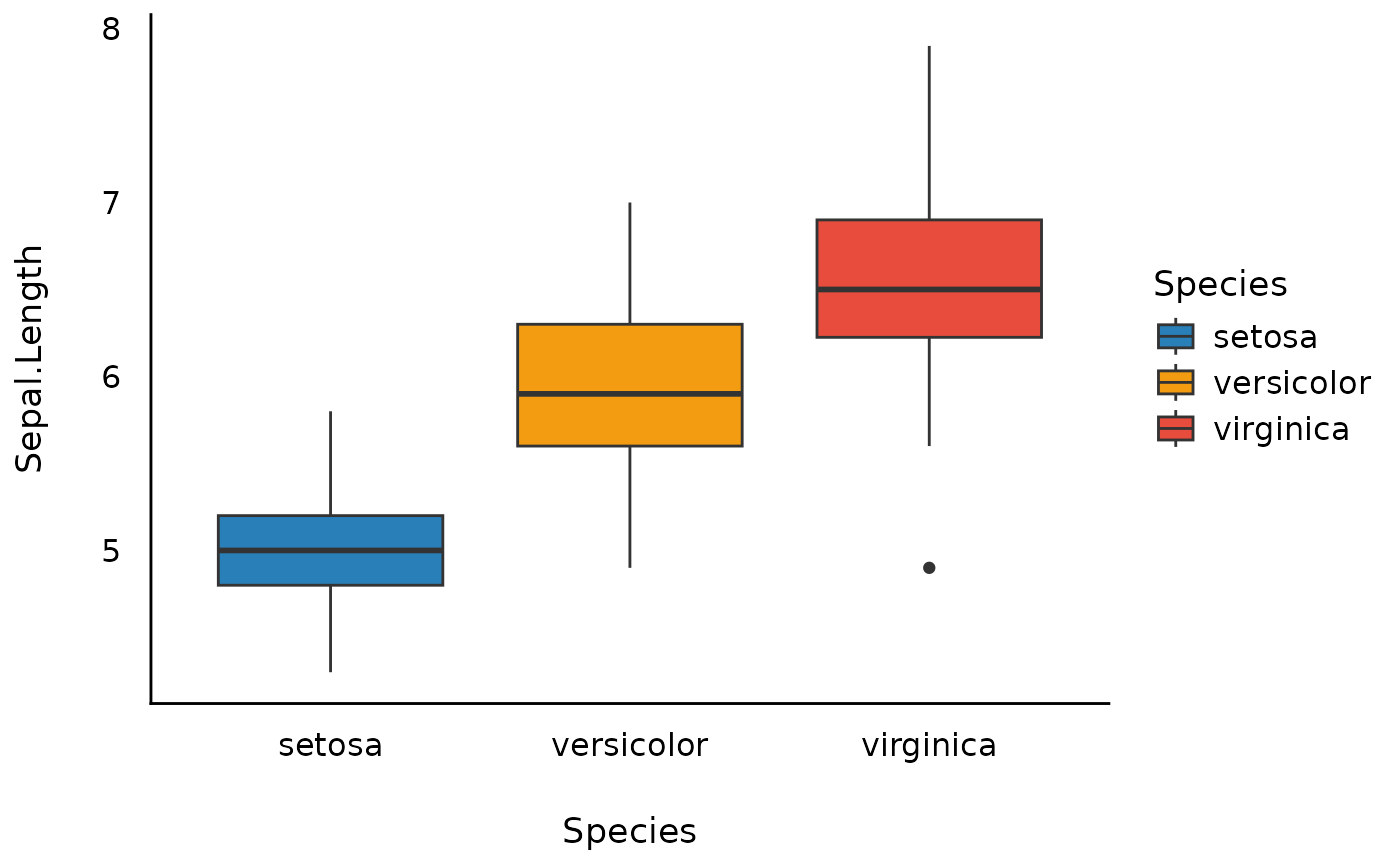 8
7
6
5
Sepal.Length
setosa
versicolor
virginica
Species
Species
setosa
versicolor
virginica